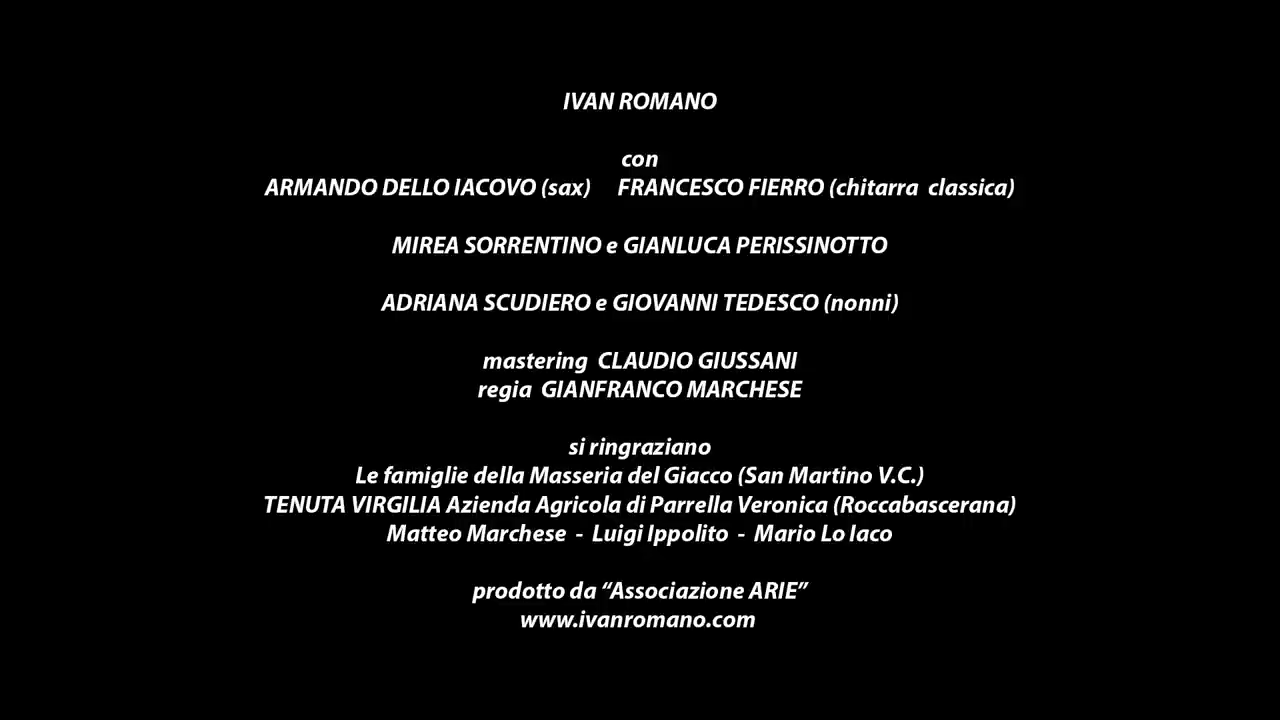 IVAN ROMANO
con
ARMANDO DELLO IACOVO (sax) FRANCESCO FIERRO (chitarra classica)
MIREA SORRENTINO e GIANLUCA PERISSINOTTO
ADRIANA SCUDIERO e GIOVANNI TEDESCO (nonni)
mastering CLAUDIO GIUSSANI
regia GIANFRANCO MARCHESE
si ringraziano
Le famiglie della Masseria del Giacco (San Martino V.C.)
TENUTA VIRGILIA Azienda Agricola di Parrella Veronica (Roccabascerana)
Matteo Marchese - Luigi Ippolito - Mario Lo Iaco
prodotto da “Associazione ARIE”
www.ivanromano.com